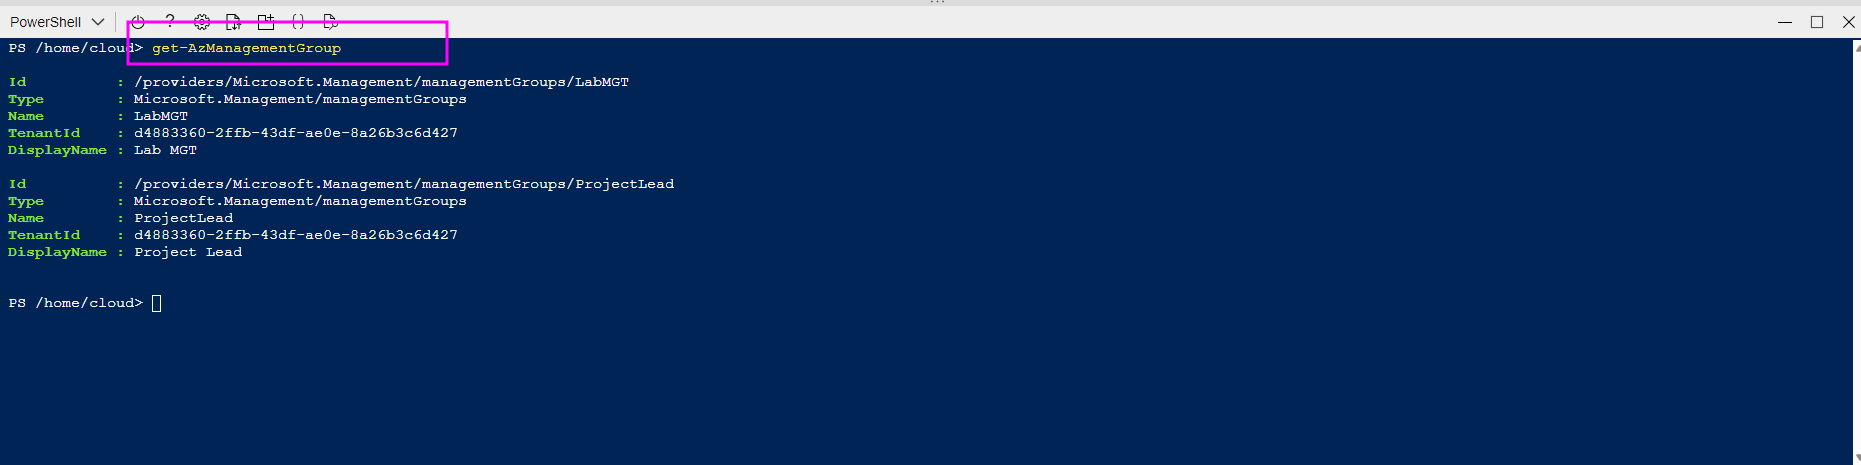 PowerShell
PS /home/cloud> get-AzManagementGroup
Id : /providers/Microsoft.Management/managementGroups/LabMGT
Type : Microsoft.Management/managementGroups
Name : LabMGT
TenantId : d4883360-2ffb-43df-ae0e-8a26b3c6d427
DisplayName : Lab MGT
Id : /providers/Microsoft.Management/managementGroups/ProjectLead
Type : Microsoft.Management/managementGroups
Name : ProjectLead
TenantId : d4883360-2ffb-43df-ae0e-8a26b3c6d427
DisplayName : Project Lead
PS /home/cloud>